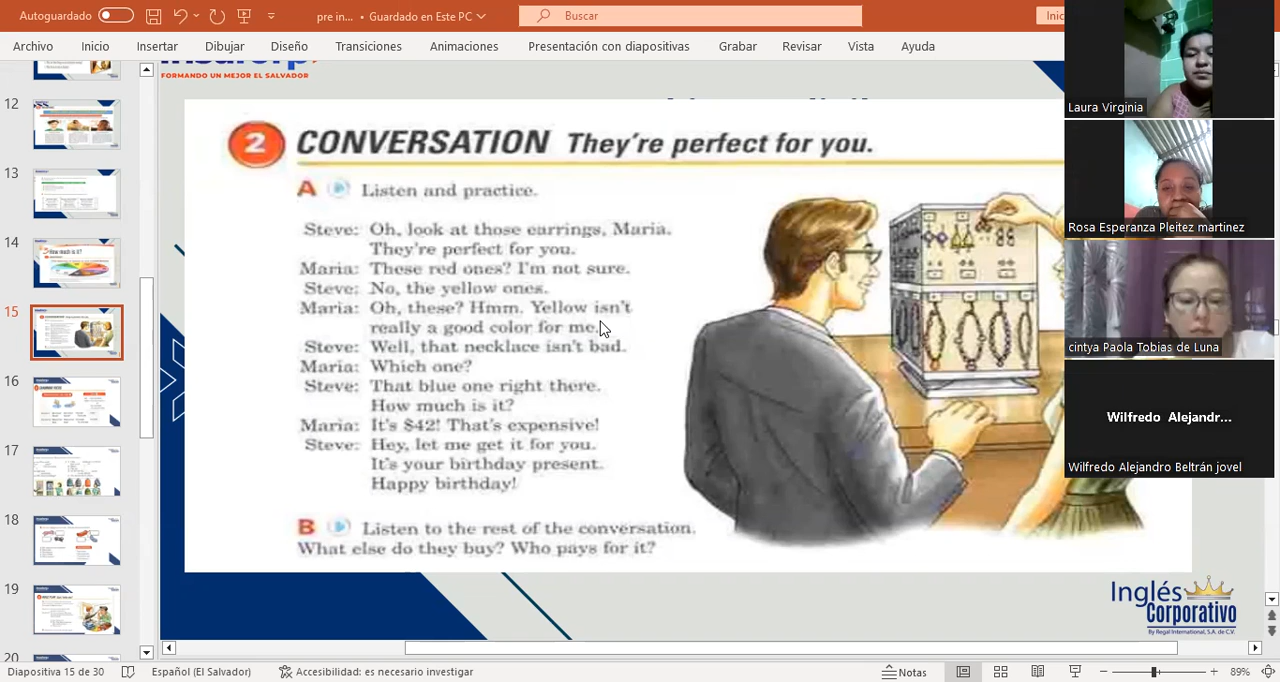 Autoguardado
pre in... • Guardado en Este PC
Buscar
Inic
Archivo Inicio Insertar Dibujar Diseño Transiciones Animaciones Presentación con diapositivas Grabar Revisar Vista Ayuda
FORMANDO UN MEJOR EL SALVADOR
2 CONVERSATION They're perfect for you.
A Listen and practice.
Steve: Oh, look at those earrings, Maria.
They're perfect for you.
Maria: These red ones? I'm not sure.
Steve: No, the yellow ones.
Maria: Oh, these? Hmm. Yellow isn't
really a good color for me.
Steve: Well, that necklace isn't bad.
Maria: Which one?
Steve: That blue one right there.
How much is it?
Maria: It's $42! That's expensive!
Steve: Hey, let me get it for you.
It's your birthday present.
Happy birthday!
B Listen to the rest of the conversation.
What else do they buy? Who pays for it?
Inglés
Corporativo
By Regal International, S.A. de C.V.
12
13
14
15
16
17
18
19
20
Laura Virginia
Rosa Esperanza Pleitez martinez
cintya Paola Tobias de Luna
Wilfredo Alejandr...
Wilfredo Alejandro Beltrán jovel
Diapositiva 15 de 30 Español (El Salvador) Accesibilidad: es necesario investigar Notas 89%